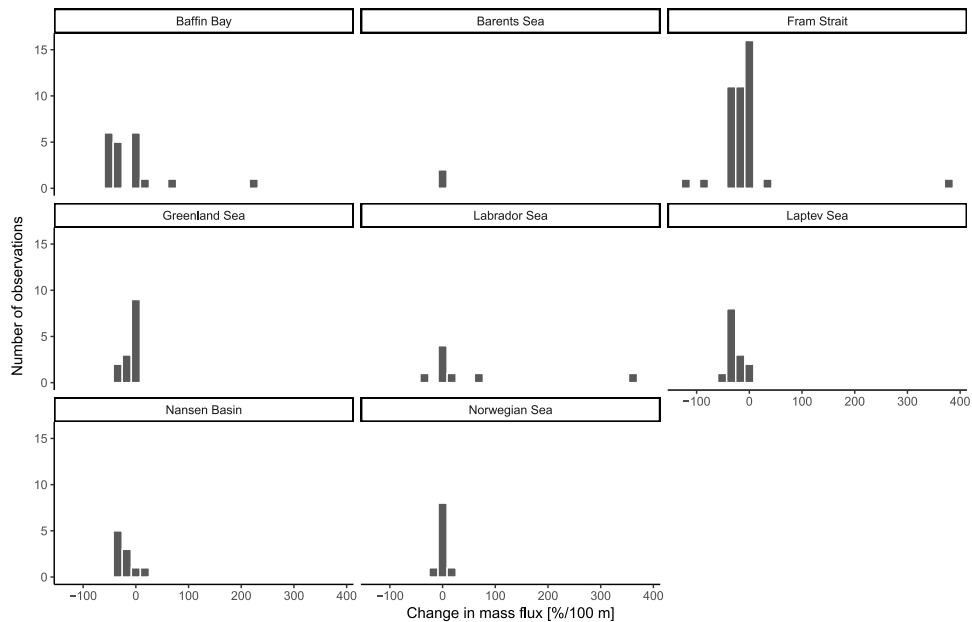 Baffin Bay
Barents Sea
Fram Strait
15
10
5
0
Greenland Sea
Labrador Sea
Laptev Sea
15
10
5
0
−100 0 100 200 300 400
Nansen Basin
Norwegian Sea
15
10
5
0
−100 0 100 200 300 400
−100 0 100 200 300 400
Number of observations
Change in mass flux [%/100 m]